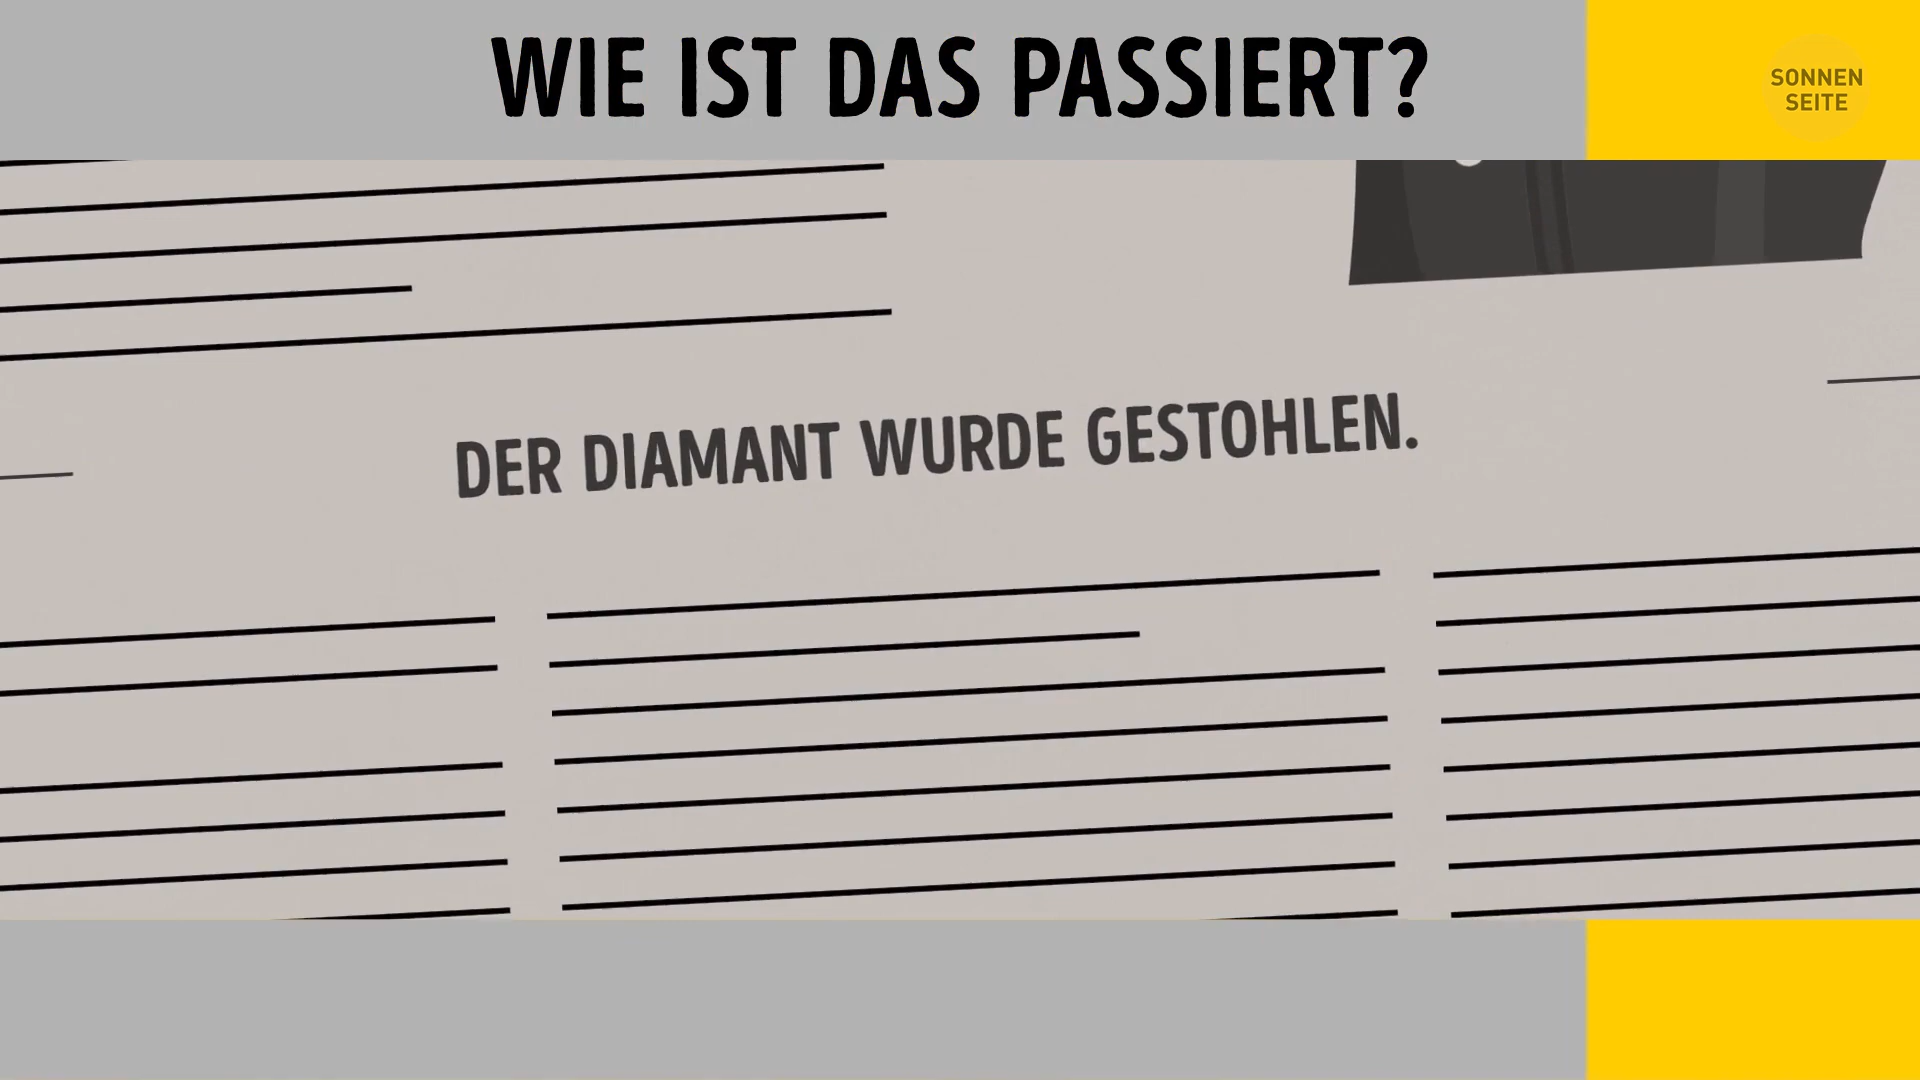 WIE IST DAS PASSIERT?
SONNEN
SEITE
DER DIAMANT WURDE GESTOHLEN.